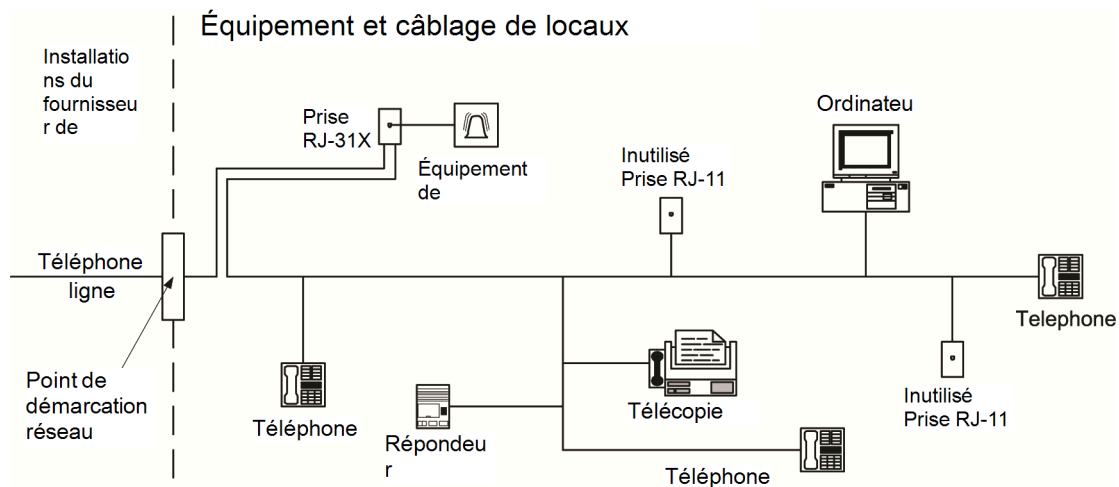 Équipement et câblage de locaux
Installatio
ns du
fournisseu
r de
Prise
RJ-31X
Équipement
de
Ordinateu
Inutilisé
Prise RJ-11
Téléphone
ligne
Telephone
Point de
démarcation
réseau
Téléphone
Répondeu
r
Télécopie
Téléphone
Inutilisé
Prise RJ-11